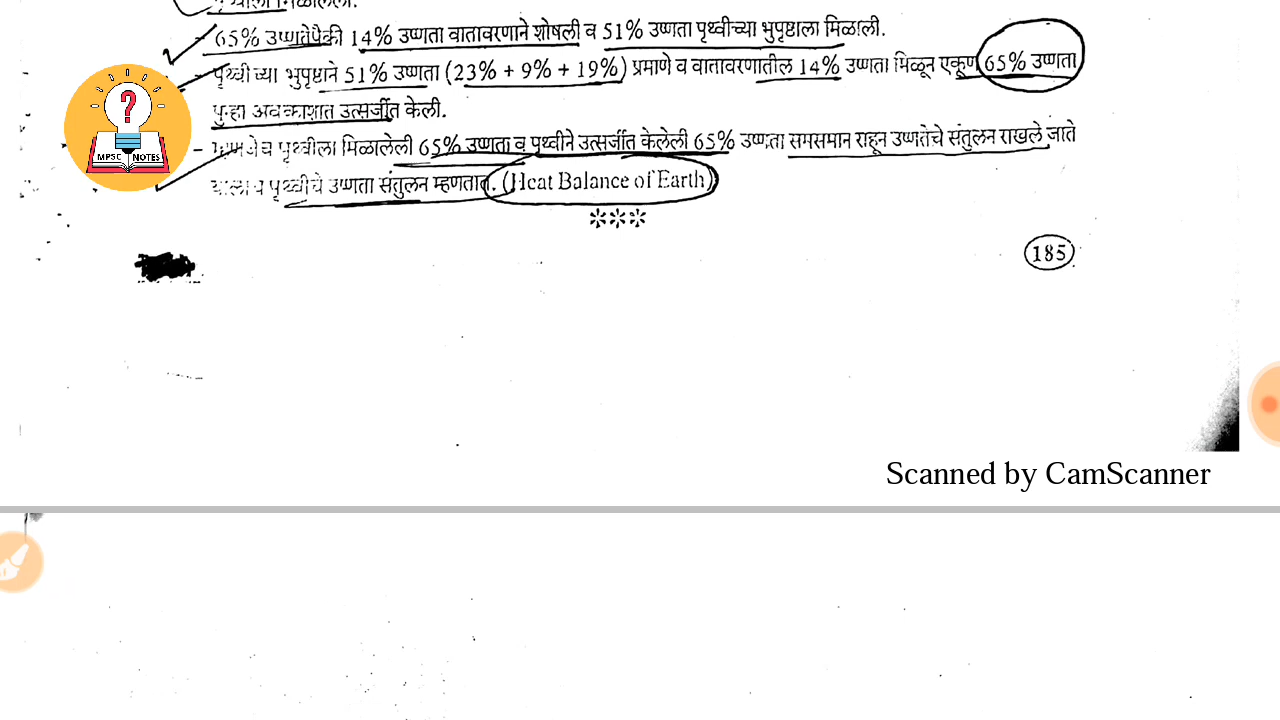 पृथ्वीला मिळालेली.
- 65% उष्णतेपैकी 14% उष्णता वातावरणाने शोषली व 51% उष्णता पृथ्वीच्या भुपृष्ठाला मिळाली.
- पृथ्वीच्या भुपृष्ठाने 51% उष्णता (23% + 9% + 19%) प्रमाणे व वातावरणातील 14% उष्णता मिळून एकूण 65% उष्णता
पुन्हा अवकाशात उत्सर्जीत केली.
- म्हणजेच पृथ्वीला मिळालेली 65% उष्णता व पृथ्वीने उत्सर्जीत केलेली 65% उष्णता समसमान राहून उष्णतेचे संतुलन राखले जाते
यालाच पृथ्वीचे उष्णता संतुलन म्हणतात. (Heat Balance of Earth)
***
185
MPSC NOTES
Scanned by CamScanner